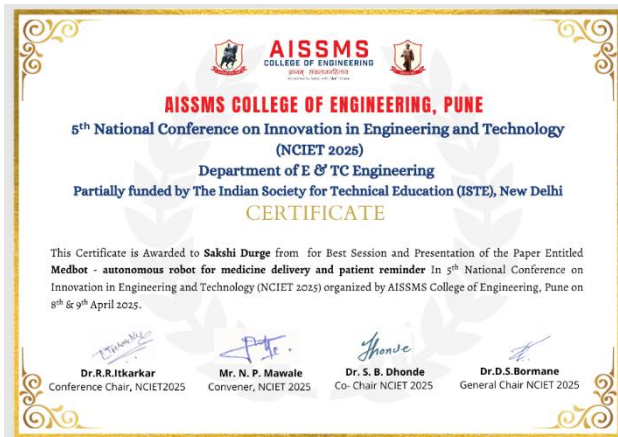 AISSMS
COLLEGE OF ENGINEERING
ज्ञानम् सकलजनहिताय
AISSMS COLLEGE OF ENGINEERING, PUNE
5th National Conference on Innovation in Engineering and Technology
(NCIET 2025)
Department of E & TC Engineering
Partially funded by The Indian Society for Technical Education (ISTE), New Delhi
CERTIFICATE
This Certificate is Awarded to Sakshi Durge from for Best Session and Presentation of the Paper Entitled
Medbot - autonomous robot for medicine delivery and patient reminder In 5th National Conference on
Innovation in Engineering and Technology (NCIET 2025) organized by AISSMS College of Engineering, Pune on
8th & 9th April 2025.
Dr.R.R.Itkarkar
Conference Chair, NCIET2025
Mr. N. P. Mawale
Convener, NCIET 2025
Dhonde
Dr. S. B. Dhonde
Co- Chair NCIET 2025
Dr.D.S.Bormane
General Chair NCIET 2025